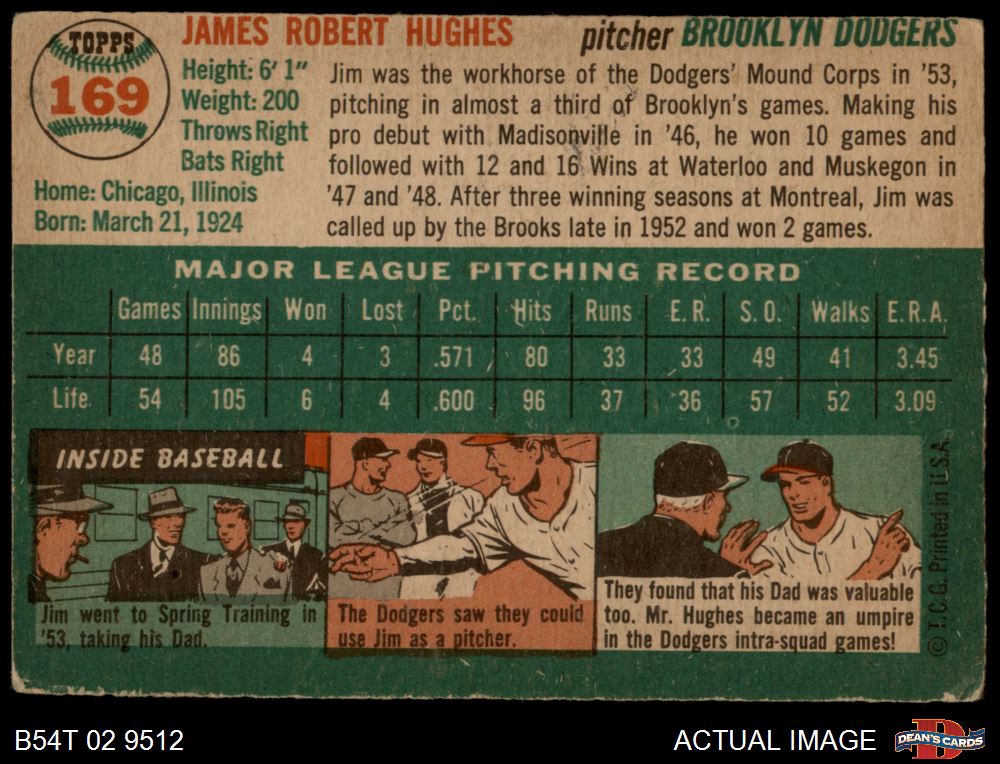 TOPPS
169
JAMES ROBERT HUGHES
pitcher BROOKLYN DODGERS
Height: 6' 1"
Weight: 200
Throws Right
Bats Right
Home: Chicago, Illinois
Born: March 21, 1924
Jim was the workhorse of the Dodgers' Mound Corps in '53,
pitching in almost a third of Brooklyn's games. Making his
pro debut with Madisonville in '46, he won 10 games and
followed with 12 and 16 Wins at Waterloo and Muskegon in
'47 and '48. After three winning seasons at Montreal, Jim was
called up by the Brooks late in 1952 and won 2 games.
MAJOR LEAGUE PITCHING RECORD
Games Innings Won Lost Pct. Hits Runs E.R. S.O. Walks E.R.A.
Year 48 86 4 3 .571 80 33 33 49 41 3.45
Life 54 105 6 4 .600 96 37 36 57 52 3.09
INSIDE BASEBALL
Jim went to Spring Training in
'53, taking his Dad.
The Dodgers saw they could
use Jim as a pitcher.
They found that his Dad was valuable
too. Mr. Hughes became an umpire
in the Dodgers intra-squad games!
© T.C.G. Printed in U.S.A.
B54T 02 9512
ACTUAL IMAGE
DEAN'S CARDS